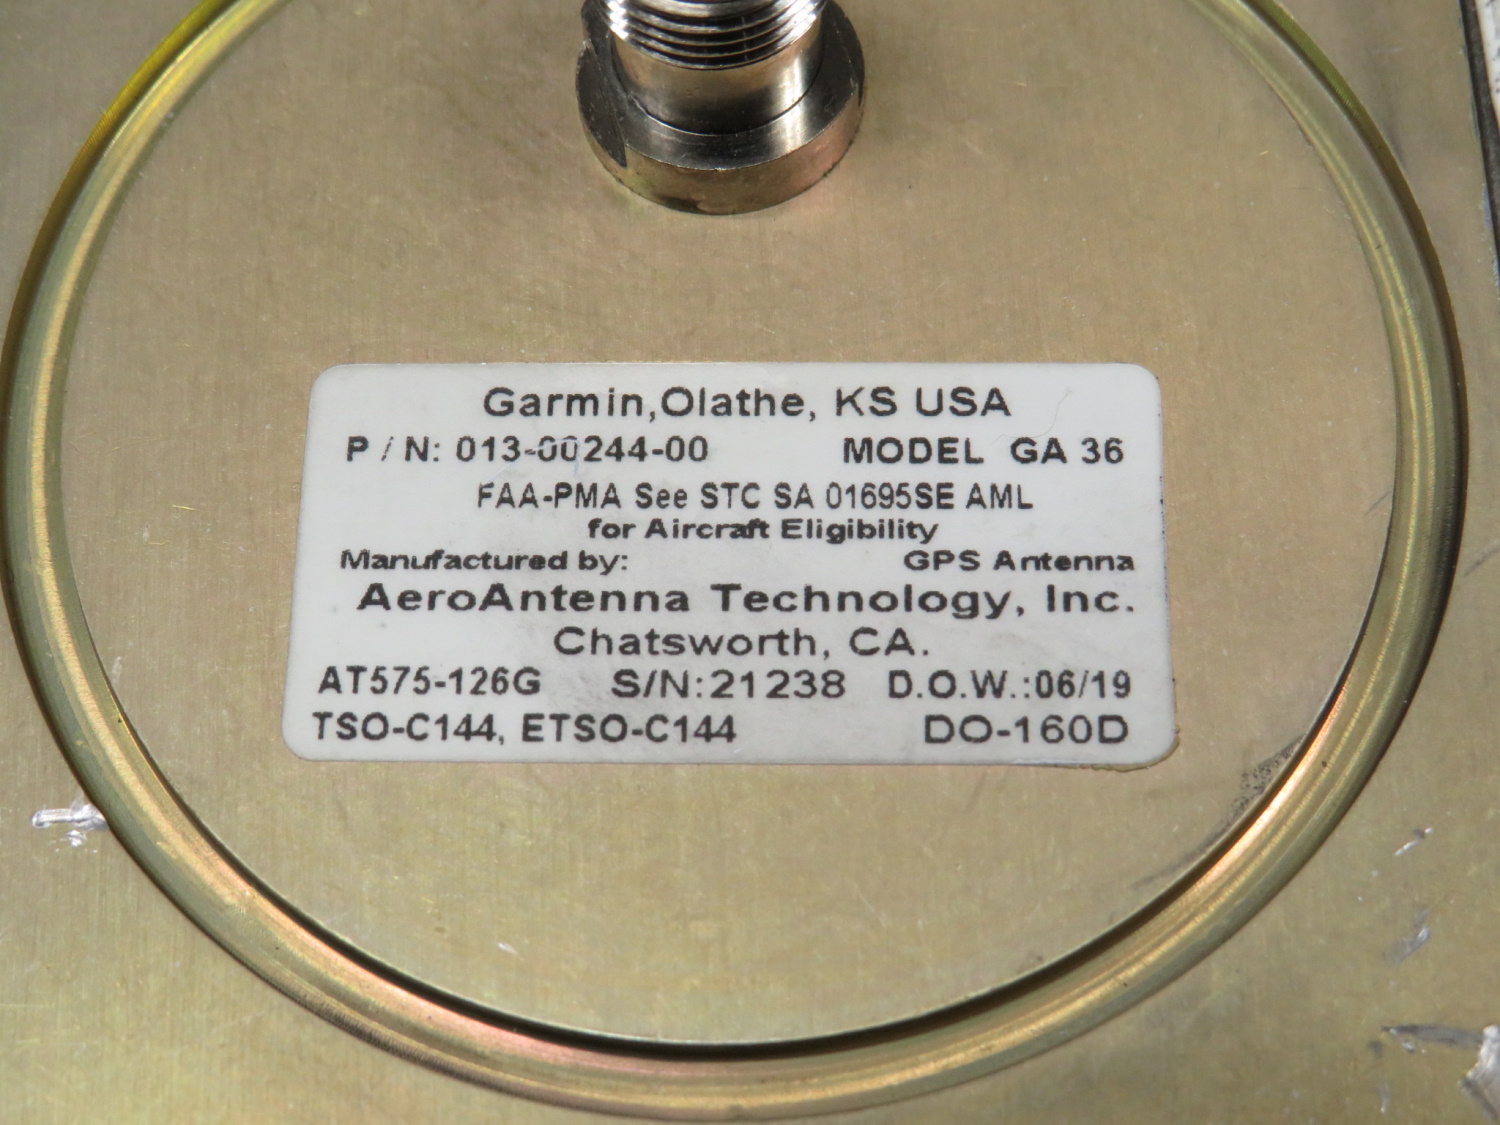 Garmin,Olathe, KS USA
P / N: 013-00244-00 MODEL GA 36
FAA-PMA See STC SA 01695SE AML
for Aircraft Eligibility
Manufactured by: GPS Antenna
AeroAntenna Technology, Inc.
Chatsworth, CA.
AT575-126G S/N:21238 D.O.W.:06/19
TSO-C144, ETSO-C144 DO-160D